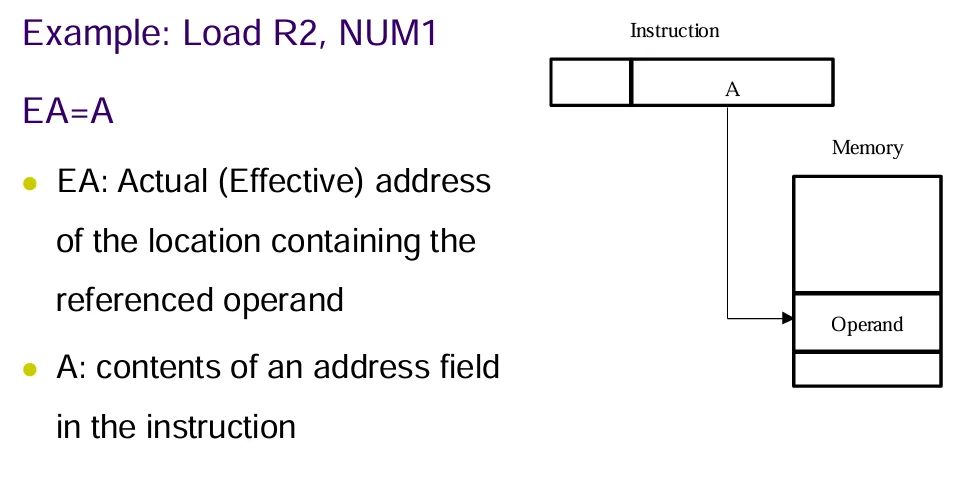 Example: Load R2, NUM1
EA=A
EA: Actual (Effective) address
of the location containing the
referenced operand
A: contents of an address field
in the instruction
Instruction
A
Memory
Operand